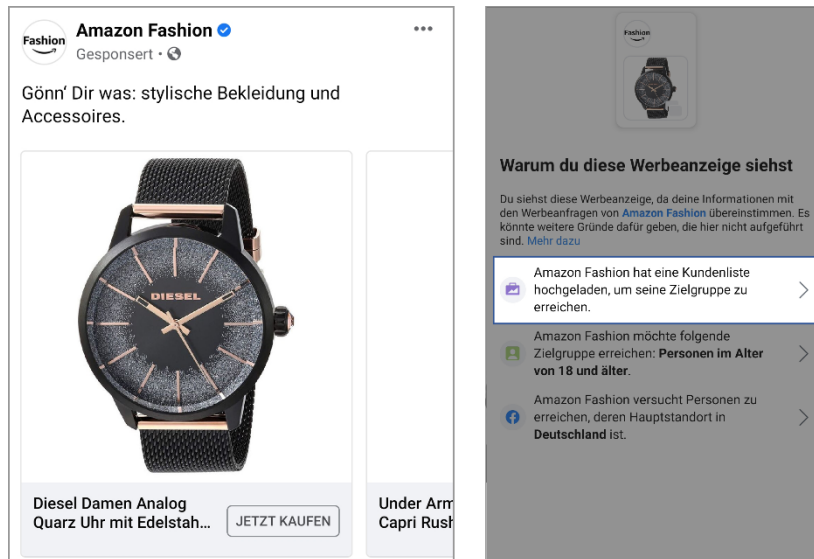 Fashion
Amazon Fashion
Gesponsert
Gönn‘ Dir was: stylische Bekleidung und
Accessoires.
DIESEL
Diesel Damen Analog
Quarz Uhr mit Edelstah...
JETZT KAUFEN
Under Arm
Capri Rush
Fashion
Warum du diese Werbeanzeige siehst
Du siehst diese Werbeanzeige, da deine Informationen mit
den Werbeanfragen von Amazon Fashion übereinstimmen. Es
könnte weitere Gründe dafür geben, die hier nicht aufgeführt
sind. Mehr dazu
Amazon Fashion hat eine Kundenliste
hochgeladen, um seine Zielgruppe zu
erreichen.
Amazon Fashion möchte folgende
Zielgruppe erreichen: Personen im Alter
von 18 und älter.
Amazon Fashion versucht Personen zu
erreichen, deren Hauptstandort in
Deutschland ist.